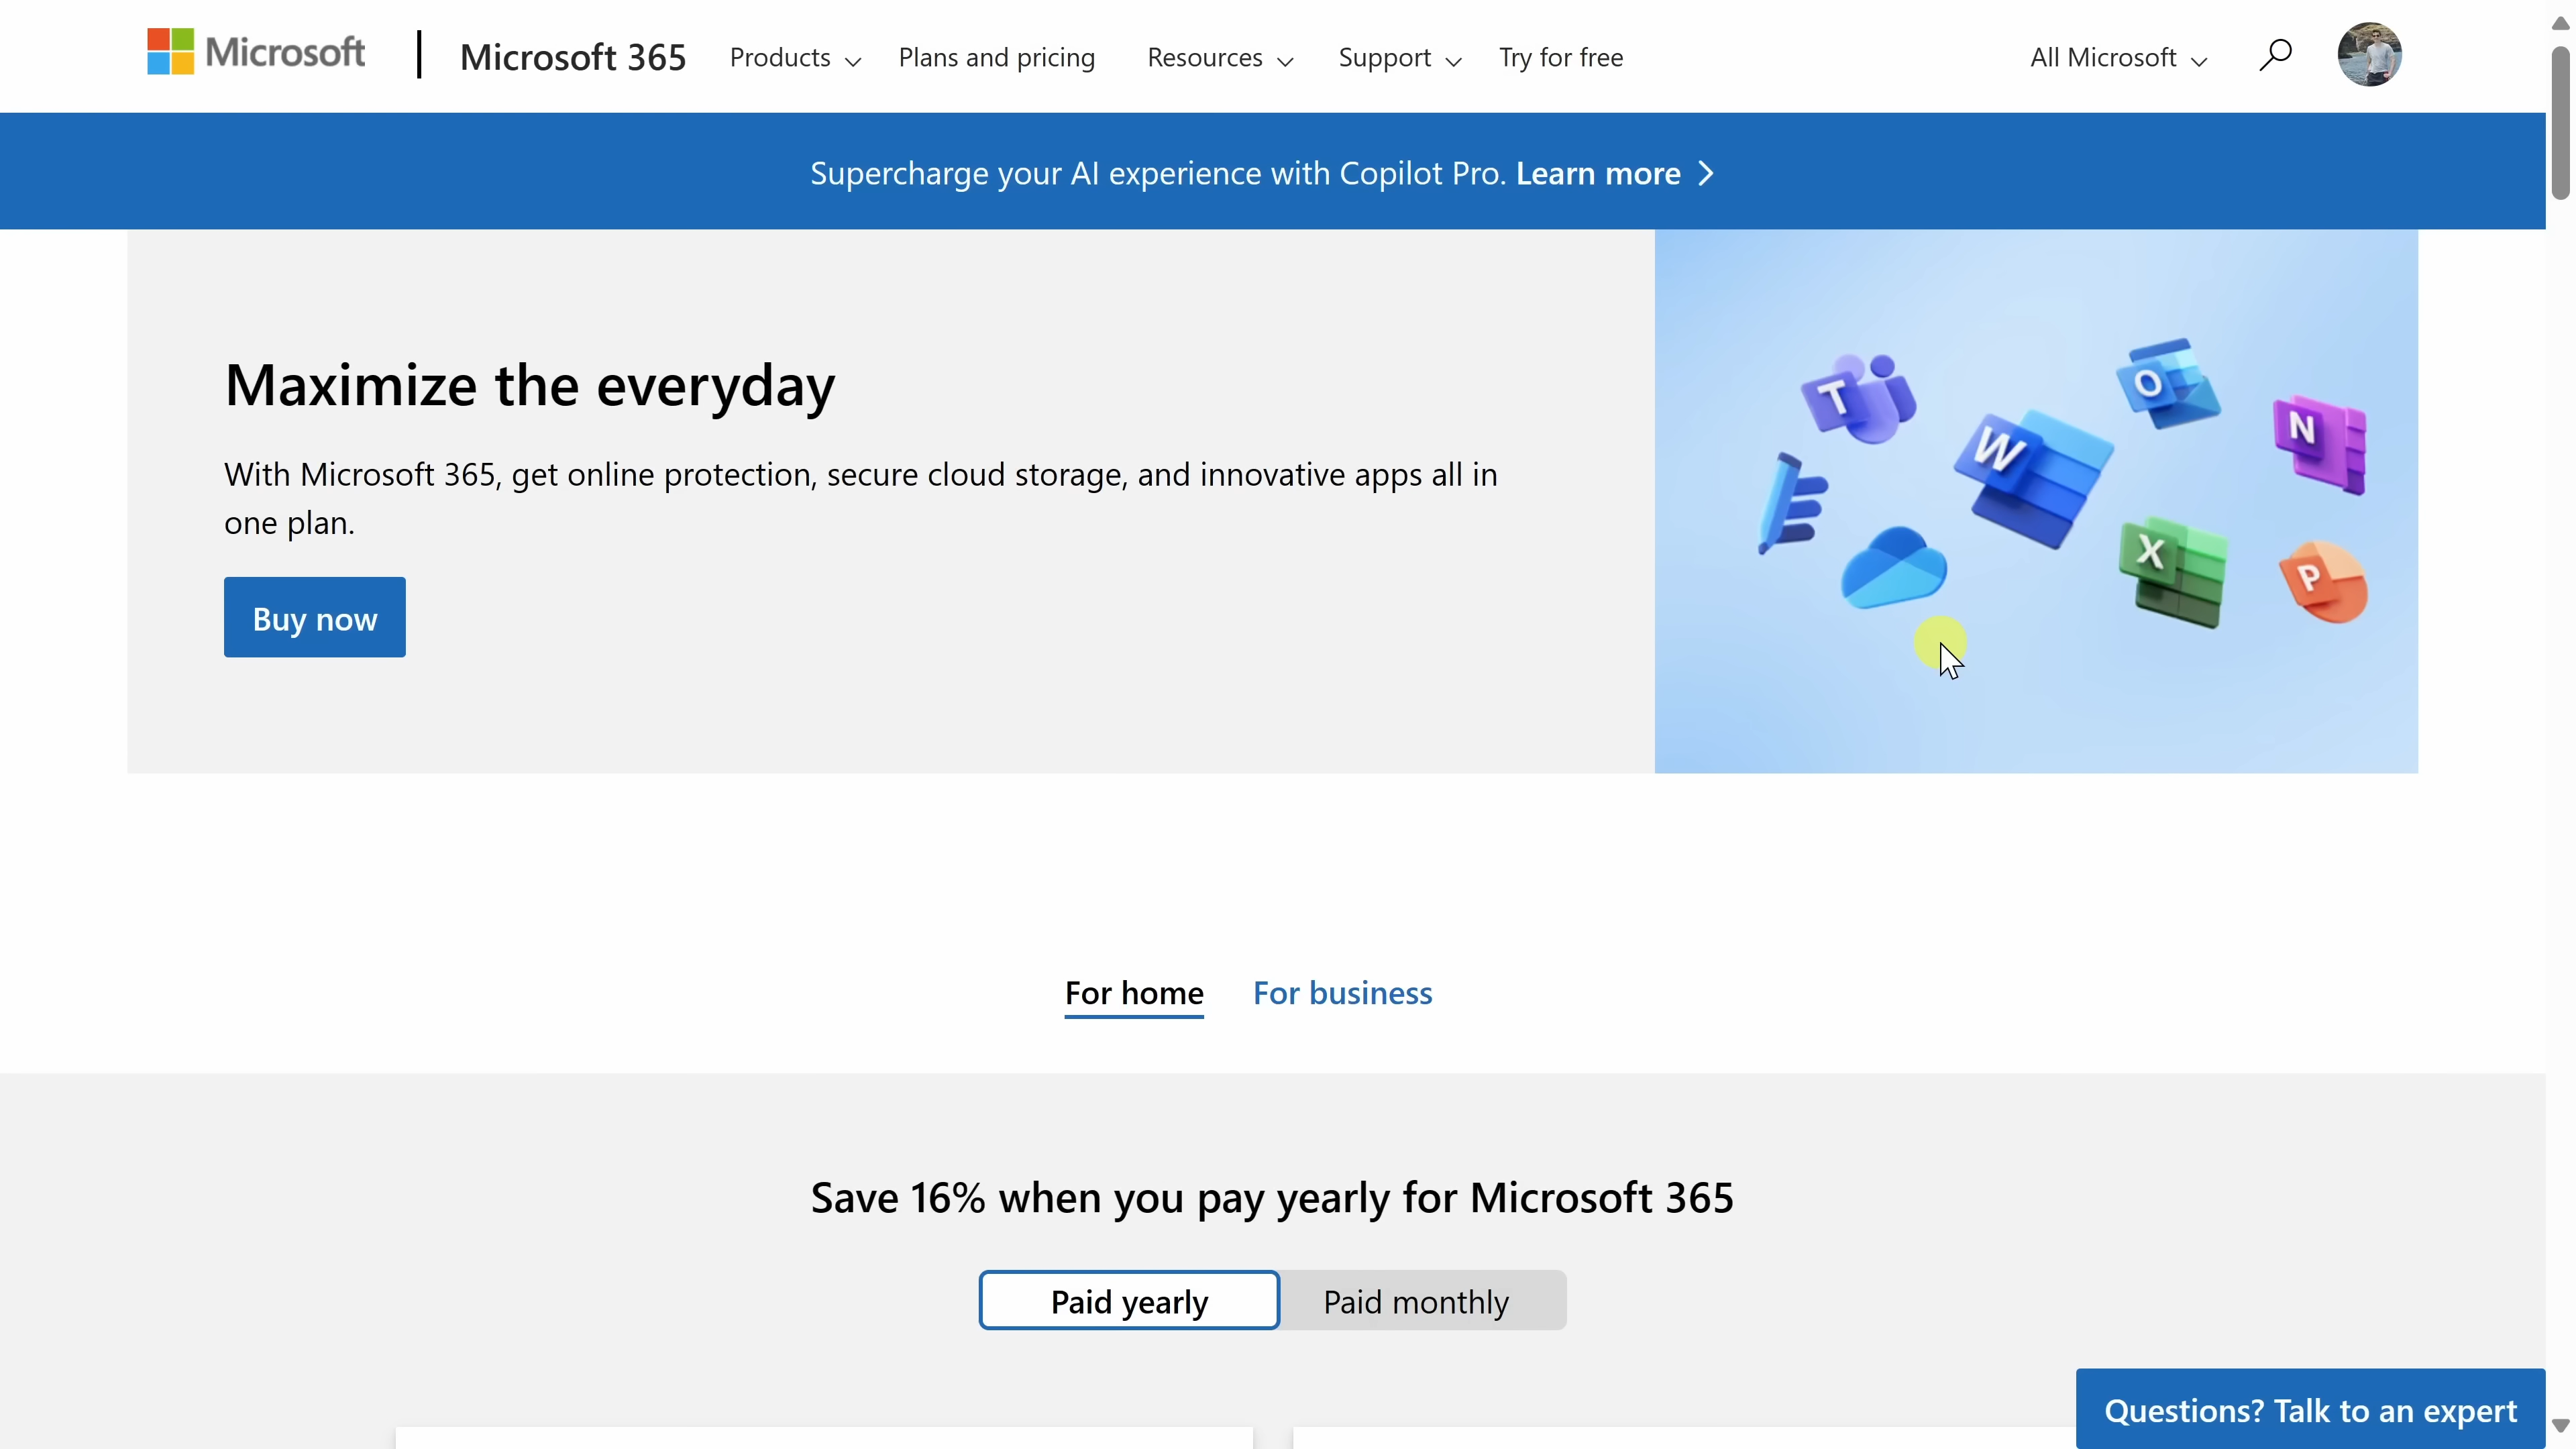 Microsoft
Microsoft 365
Products
Plans and pricing
Resources
Support
Try for free
All Microsoft
Supercharge your AI experience with Copilot Pro. Learn more
Maximize the everyday
With Microsoft 365, get online protection, secure cloud storage, and innovative apps all in
one plan.
Buy now
T
W
O
N
X
P
For home
For business
Save 16% when you pay yearly for Microsoft 365
Paid yearly
Paid monthly
Questions? Talk to an expert